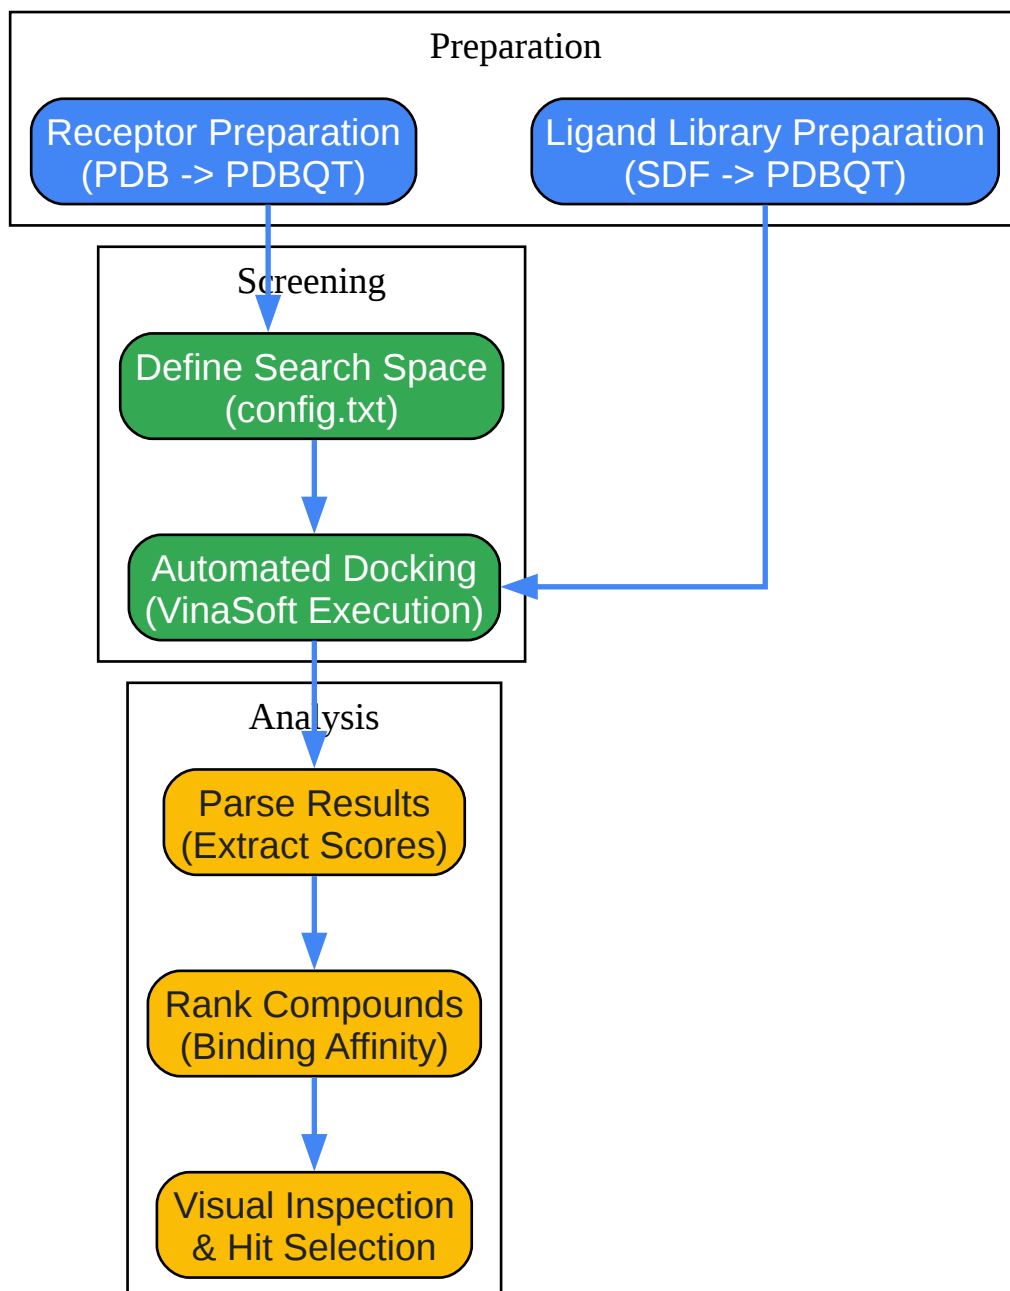 Preparation
Receptor Preparation
(PDB -> PDBQT)
Ligand Library Preparation
(SDF -> PDBQT)
Screening
Define Search Space
(config.txt)
Automated Docking
(VinaSoft Execution)
Analysis
Parse Results
(Extract Scores)
Rank Compounds
(Binding Affinity)
Visual Inspection
& Hit Selection